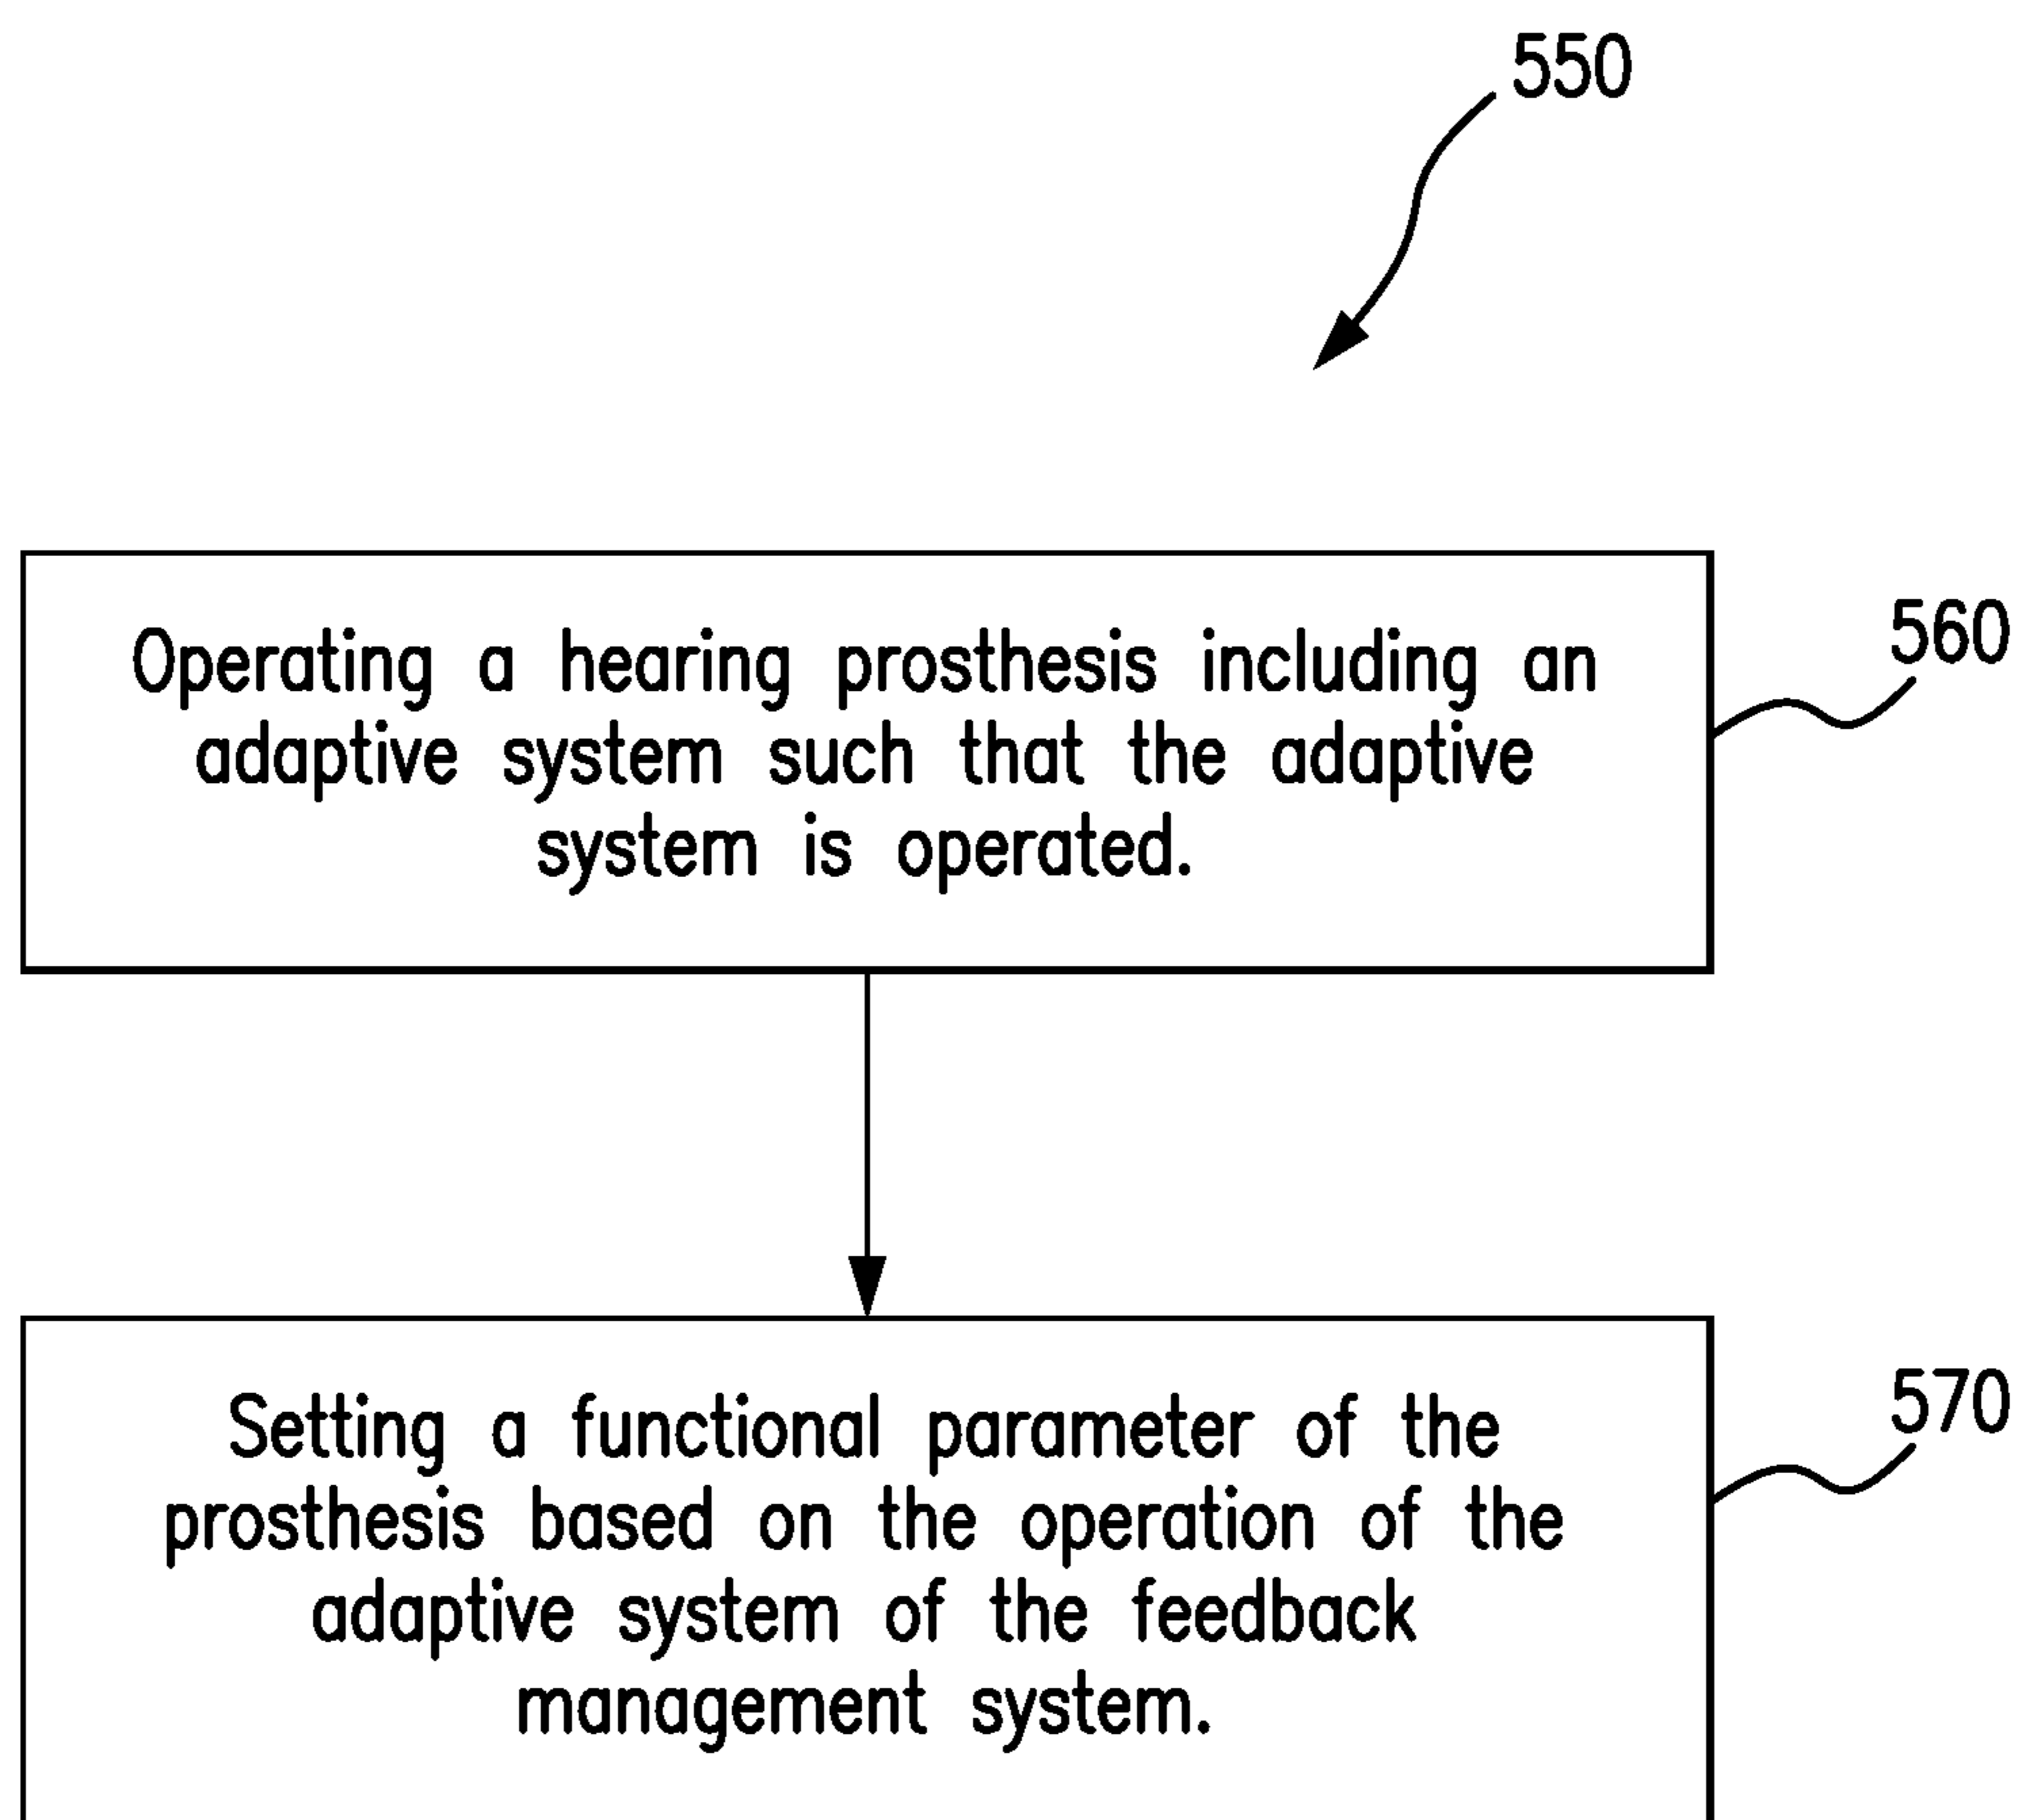 550
Operating a hearing prosthesis including an
adaptive system such that the adaptive
system is operated.
560
Setting a functional parameter of the
prosthesis based on the operation of the
adaptive system of the feedback
management system.
570